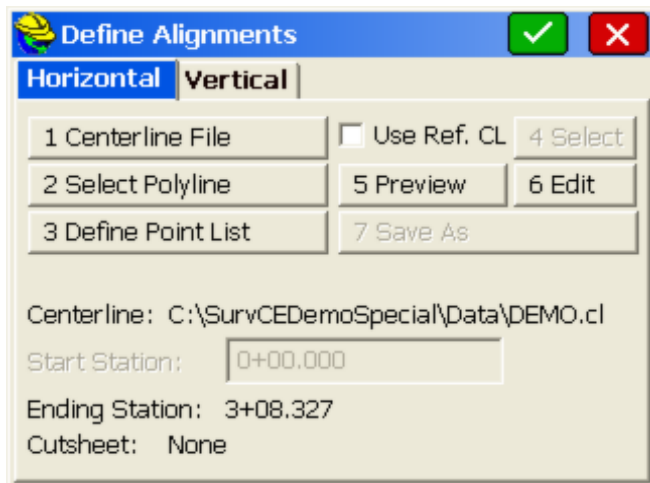 Define Alignments
Horizontal Vertical
1 Centerline File Use Ref. CL 4 Select
2 Select Polyline 5 Preview 6 Edit
3 Define Point List 7 Save As
Centerline: C:\SurvCEDemoSpecial\Data\DEMO.cl
Start Station: 0+00.000
Ending Station: 3+08.327
Cutsheet: None